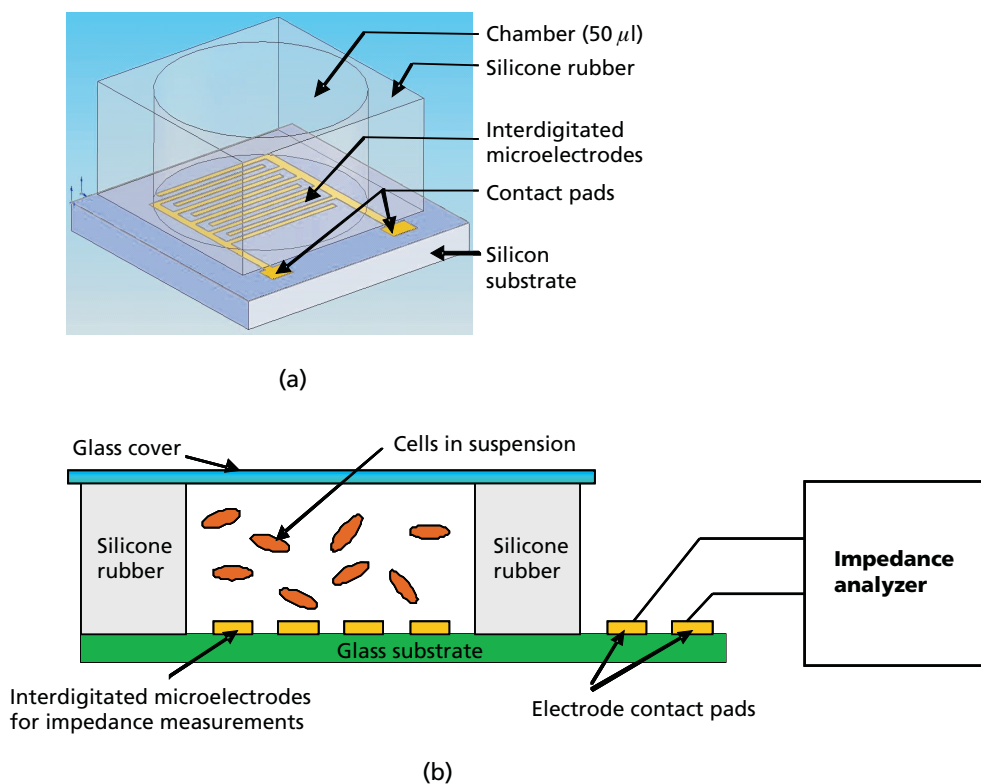 Chamber (50 μl)
Silicone rubber
Interdigitated
microelectrodes
Contact pads
Silicon
substrate
(a)
Glass cover
Cells in suspension
Silicone
rubber
Silicone
rubber
Impedance
analyzer
Glass substrate
Interdigitated microelectrodes
for impedance measurements
Electrode contact pads
(b)